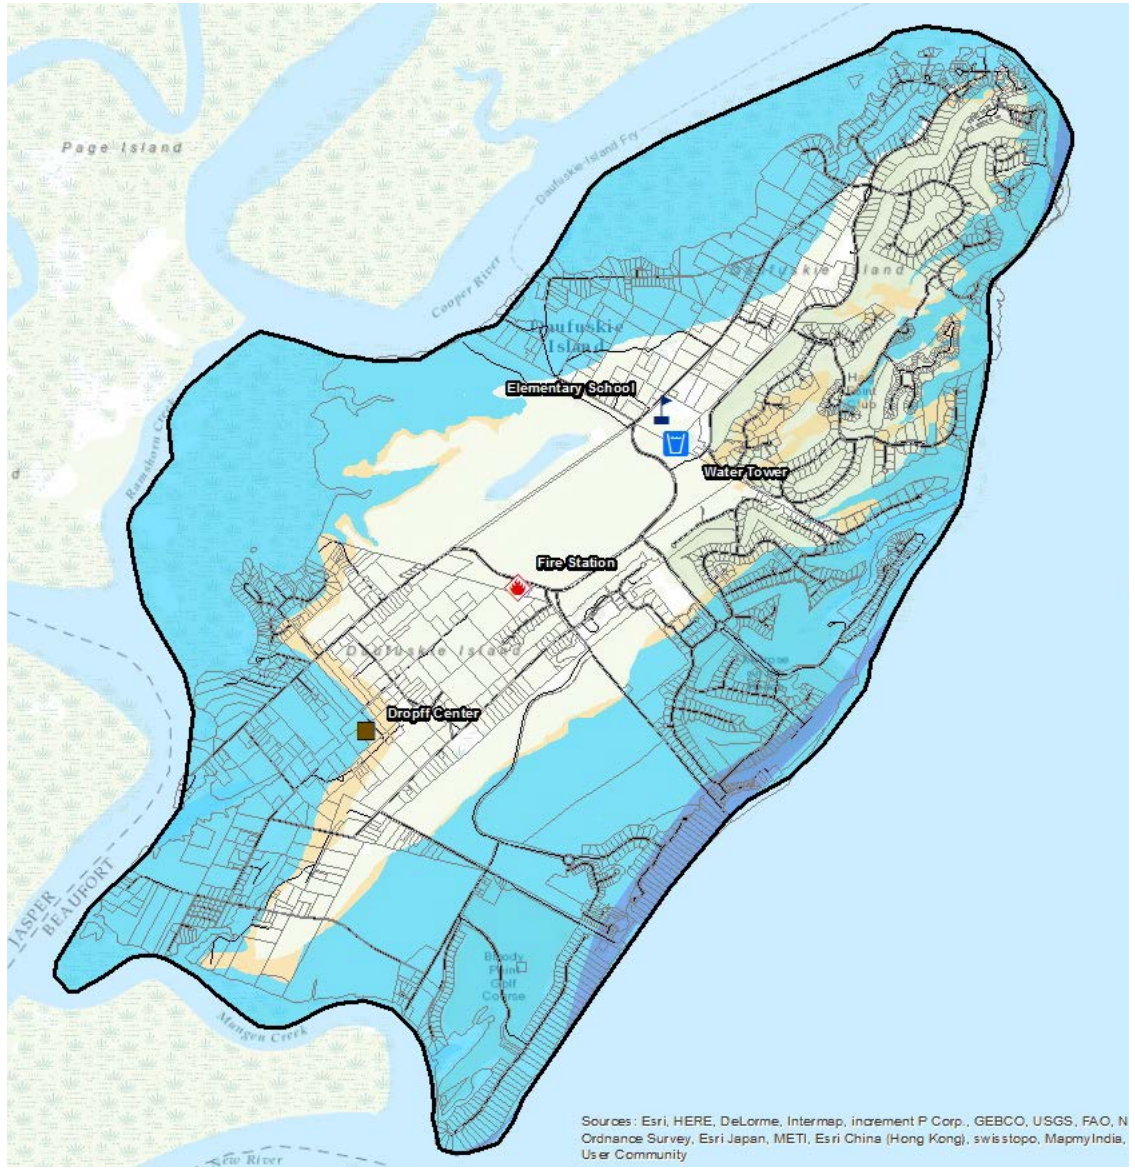 Page Island
Daufuskie-Island Fry
Cooper River
Daufuskie Island
Daufuskie
Island
Elementary School
Ramshorn Creek
d
Water Tower
Fire Station
Daufuskie Island
Dropff Center
JASPER
BEAUFORT
Bloody
Point
Golf
Course
Mungen Creek
New River
Sources: Esri, HERE, DeLorme, Intermap, increment P Corp., GEBCO, USGS, FAO, N
Ordnance Survey, Esri Japan, METI, Esri China (Hong Kong), swisstopo, MapmyIndia,
User Community